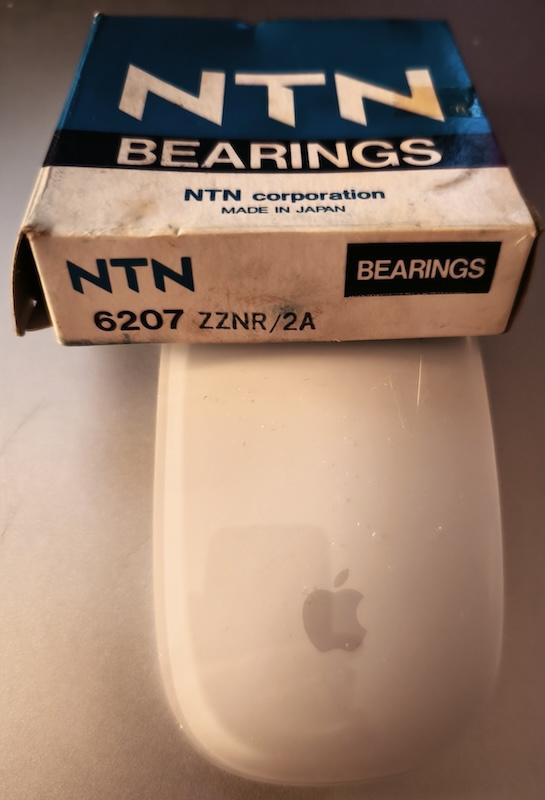 NTN
BEARINGS
NTN corporation
MADE IN JAPAN
NTN BEARINGS
6207 ZZNR/2A